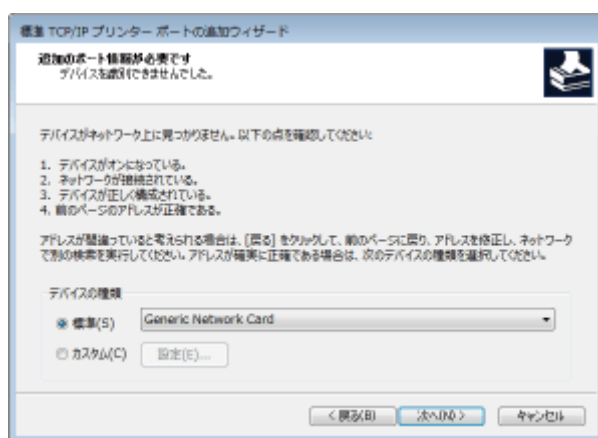 標準 TCP/IP プリンター ポートの追加ウィザード
追加のポート情報が必要です
デバイスを識別できませんでした。
デバイスがネットワーク上に見つかりません。以下の点を確認してください:
1. デバイスがオンになっている。
2. ネットワークが接続されている。
3. デバイスが正しく構成されている。
4. 前のページのアドレスが正確である。
アドレスが間違っていると考えられる場合は、[戻る] をクリックして、前のページに戻り、アドレスを修正し、ネットワーク
で別の検索を実行してください。アドレスが確実に正確である場合は、次のデバイスの種類を選択してください。
デバイスの種類
標準(S) Generic Network Card
カスタム(C) 設定(E)...
< 戻る(B) 次へ(N) > キャンセル